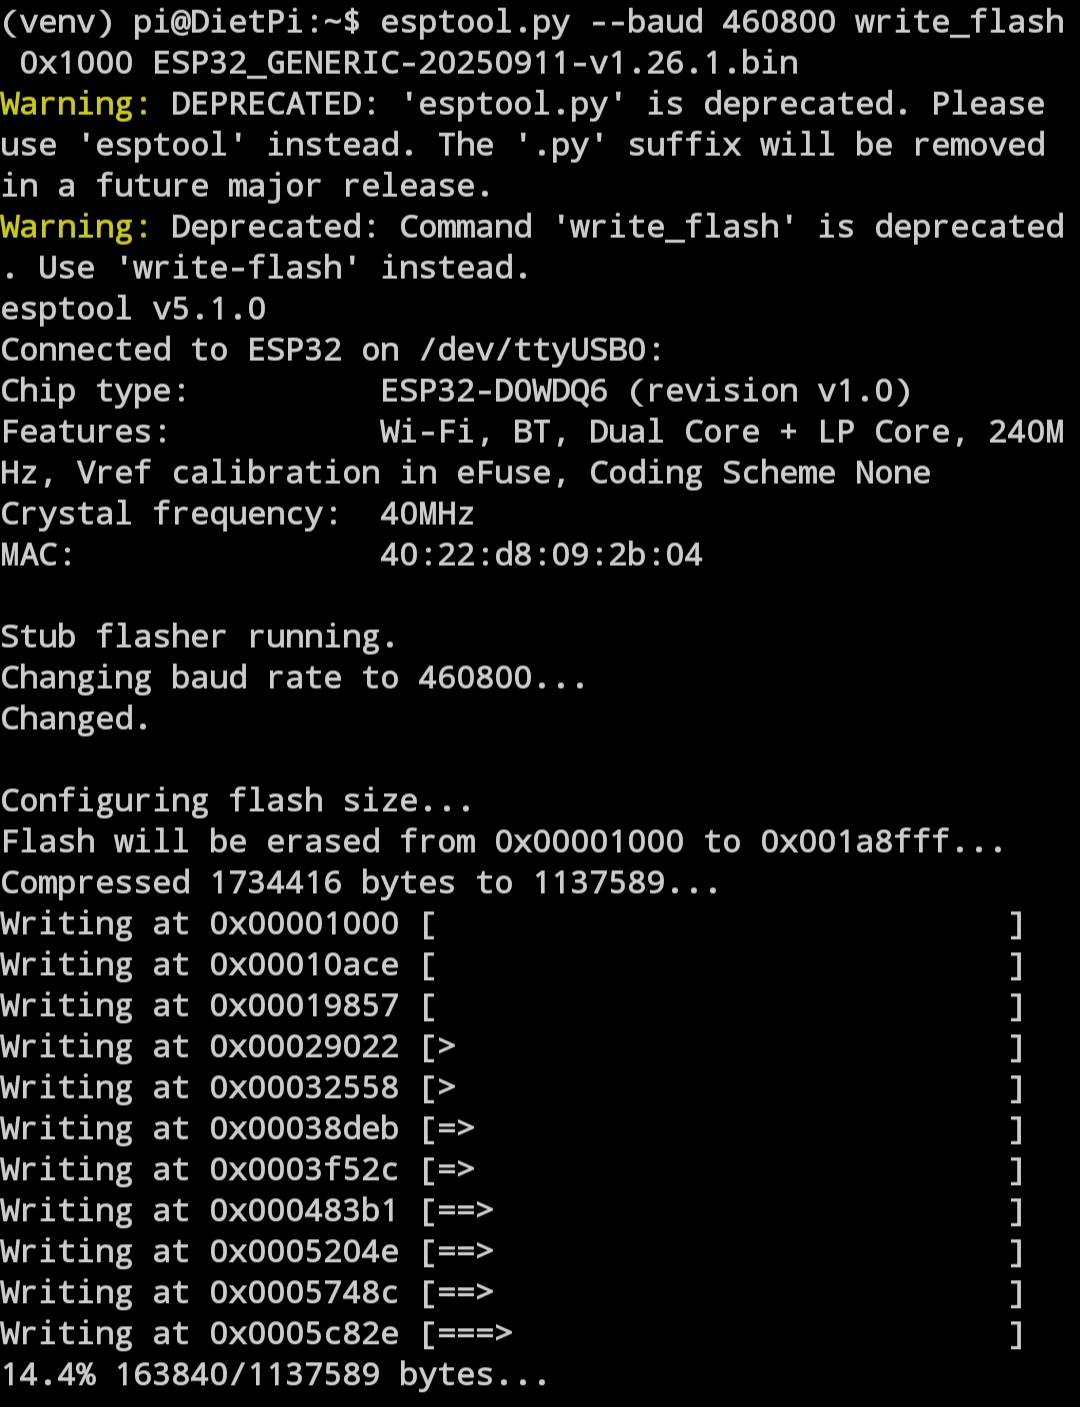 (venv) pi@DietPi:~$ esptool.py --baud 460800 write_flash
 0x1000 ESP32_GENERIC-20250911-v1.26.1.bin
Warning: DEPRECATED: 'esptool.py' is deprecated. Please
use 'esptool' instead. The '.py' suffix will be removed
in a future major release.
Warning: Deprecated: Command 'write_flash' is deprecated
. Use 'write-flash' instead.
esptool v5.1.0
Connected to ESP32 on /dev/ttyUSB0:
Chip type:          ESP32-D0WDQ6 (revision v1.0)
Features:           Wi-Fi, BT, Dual Core + LP Core, 240M
Hz, Vref calibration in eFuse, Coding Scheme None
Crystal frequency:  40MHz
MAC:                40:22:d8:09:2b:04
Stub flasher running.
Changing baud rate to 460800...
Changed.
Configuring flash size...
Flash will be erased from 0x00001000 to 0x001a8fff...
Compressed 1734416 bytes to 1137589...
Writing at 0x00001000 [                              ]
Writing at 0x00010ace [                              ]
Writing at 0x00019857 [                              ]
Writing at 0x00029022 [>                             ]
Writing at 0x00032558 [>                             ]
Writing at 0x00038deb [=>                            ]
Writing at 0x0003f52c [=>                            ]
Writing at 0x000483b1 [==>                           ]
Writing at 0x0005204e [==>                           ]
Writing at 0x0005748c [==>                           ]
Writing at 0x0005c82e [===>                          ]
14.4% 163840/1137589 bytes...